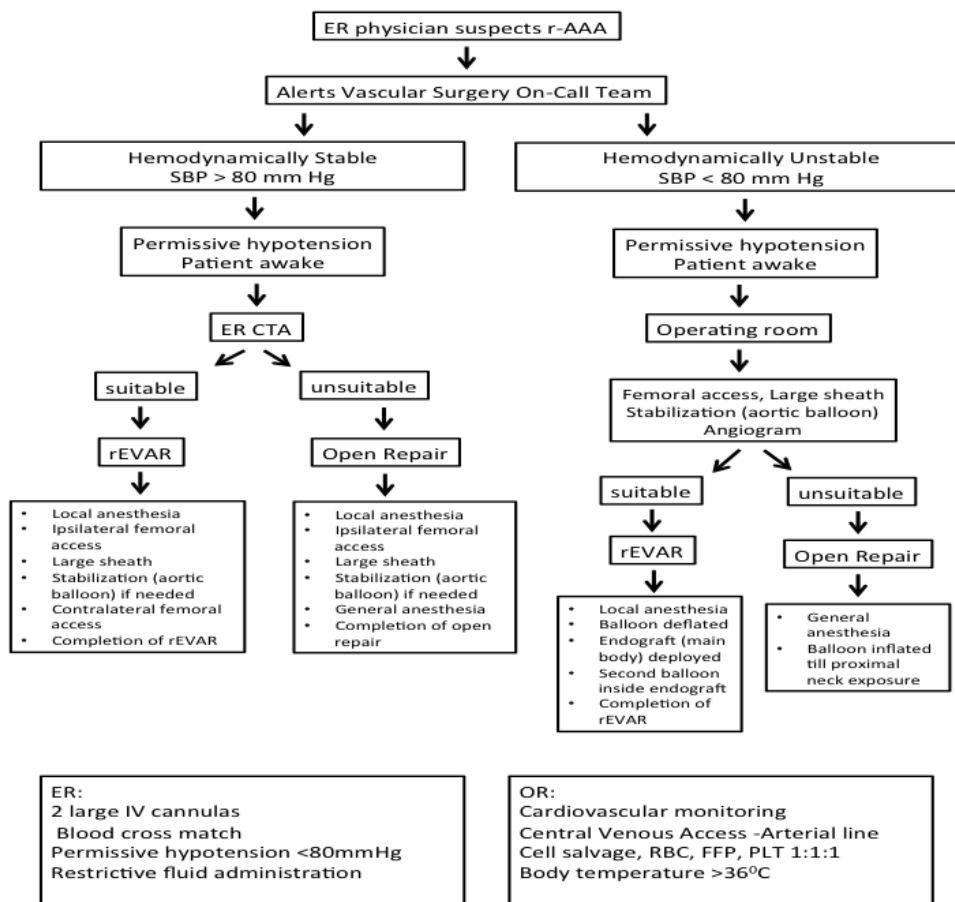 ER physician suspects r-AAA
Alerts Vascular Surgery On-Call Team
Hemodynamically Stable
SBP > 80 mm Hg
Hemodynamically Unstable
SBP < 80 mm Hg
Permissive hypotension
Patient awake
Permissive hypotension
Patient awake
ER CTA
Operating room
suitable
unsuitable
Femoral access, Large sheath
Stabilization (aortic balloon)
Angiogram
rEVAR
Open Repair
suitable
unsuitable
• Local anesthesia
• Ipsilateral femoral
access
• Large sheath
• Stabilization (aortic
balloon) if needed
• Contralateral femoral
access
• Completion of rEVAR
• Local anesthesia
• Ipsilateral femoral
access
• Large sheath
• Stabilization (aortic
balloon) if needed
• General anesthesia
• Completion of open
repair
rEVAR
Open Repair
• Local anesthesia
• Balloon deflated
• Endograft (main
body) deployed
• Second balloon
inside endograft
• Completion of
rEVAR
• General
anesthesia
• Balloon inflated
till proximal
neck exposure
ER:
2 large IV cannulas
Blood cross match
Permissive hypotension <80mmHg
Restrictive fluid administration
OR:
Cardiovascular monitoring
Central Venous Access -Arterial line
Cell salvage, RBC, FFP, PLT 1:1:1
Body temperature >36⁰C